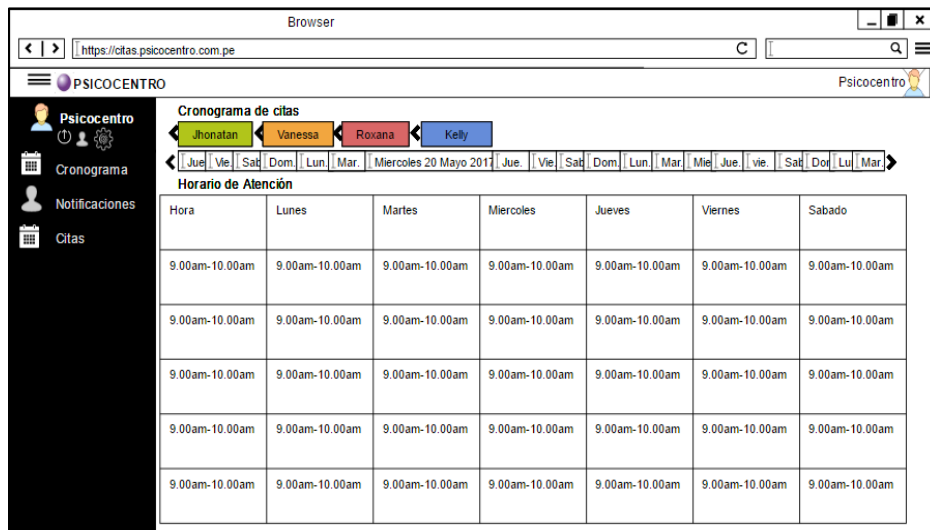 Browser
https://citas.psicocentro.com.pe
PSICOCENTRO
Psicocentro
Psicocentro
Cronograma
Notificaciones
Citas
Cronograma de citas
Jhonatan Vanessa Roxana Kelly
Jue Vie. Sab Dom. Lun. Mar. Miercoles 20 Mayo 2017 Jue. Vie. Sab Dom. Lun. Mar. Mie Jue. vie. Sab Dor Lu Mar.
Horario de Atención
Hora Lunes Martes Miercoles Jueves Viernes Sabado
9.00am-10.00am 9.00am-10.00am 9.00am-10.00am 9.00am-10.00am 9.00am-10.00am 9.00am-10.00am 9.00am-10.00am
9.00am-10.00am 9.00am-10.00am 9.00am-10.00am 9.00am-10.00am 9.00am-10.00am 9.00am-10.00am 9.00am-10.00am
9.00am-10.00am 9.00am-10.00am 9.00am-10.00am 9.00am-10.00am 9.00am-10.00am 9.00am-10.00am 9.00am-10.00am
9.00am-10.00am 9.00am-10.00am 9.00am-10.00am 9.00am-10.00am 9.00am-10.00am 9.00am-10.00am 9.00am-10.00am
9.00am-10.00am 9.00am-10.00am 9.00am-10.00am 9.00am-10.00am 9.00am-10.00am 9.00am-10.00am 9.00am-10.00am